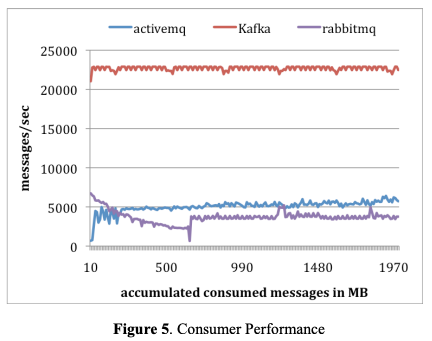 activemq Kafka rabbitmq
25000
20000
15000
10000
5000
0
messages/sec
10 500 990 1480 1970
accumulated consumed messages in MB
Figure 5. Consumer Performance